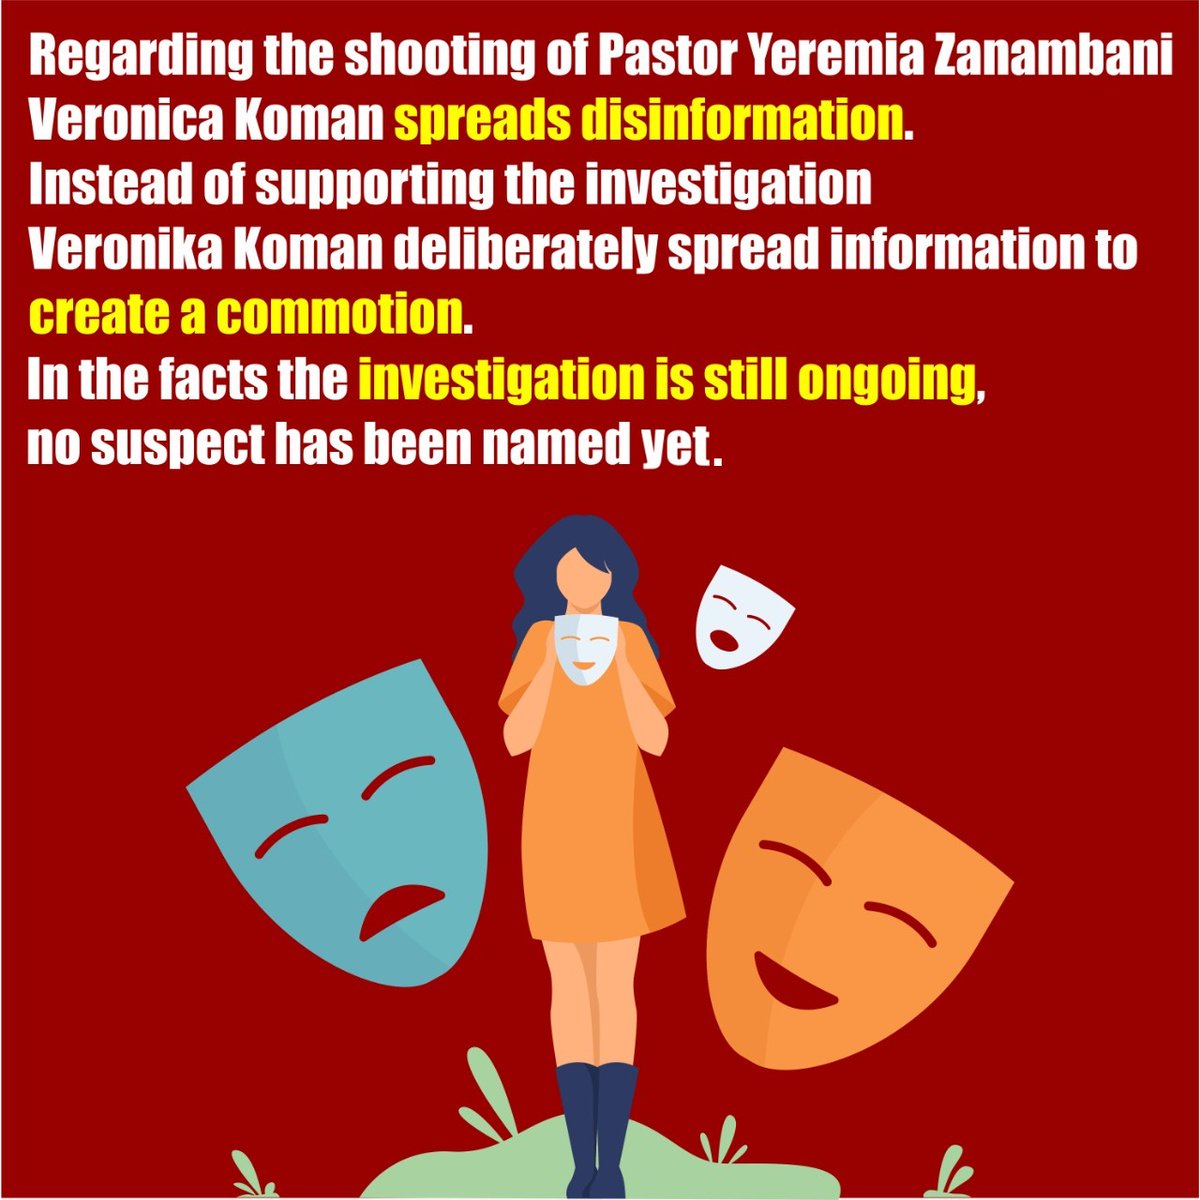 Regarding the shooting of Pastor Yeremia Zanambani
Veronica Koman spreads disinformation.
Instead of supporting the investigation
Veronika Koman deliberately spread information to
create a commotion.
In the facts the investigation is still ongoing,
no suspect has been named yet.